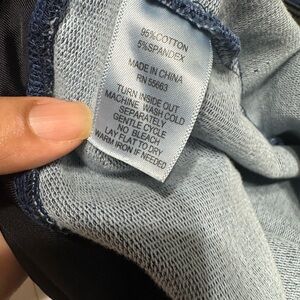 95%COTTON
5%SPANDEX
MADE IN CHINA
RN 55663
TURN INSIDE OUT
MACHINE WASH COLD
SEPARATELY
GENTLE CYCLE
NO BLEACH
LAY FLAT TO DRY
WARM IRON IF NEEDED